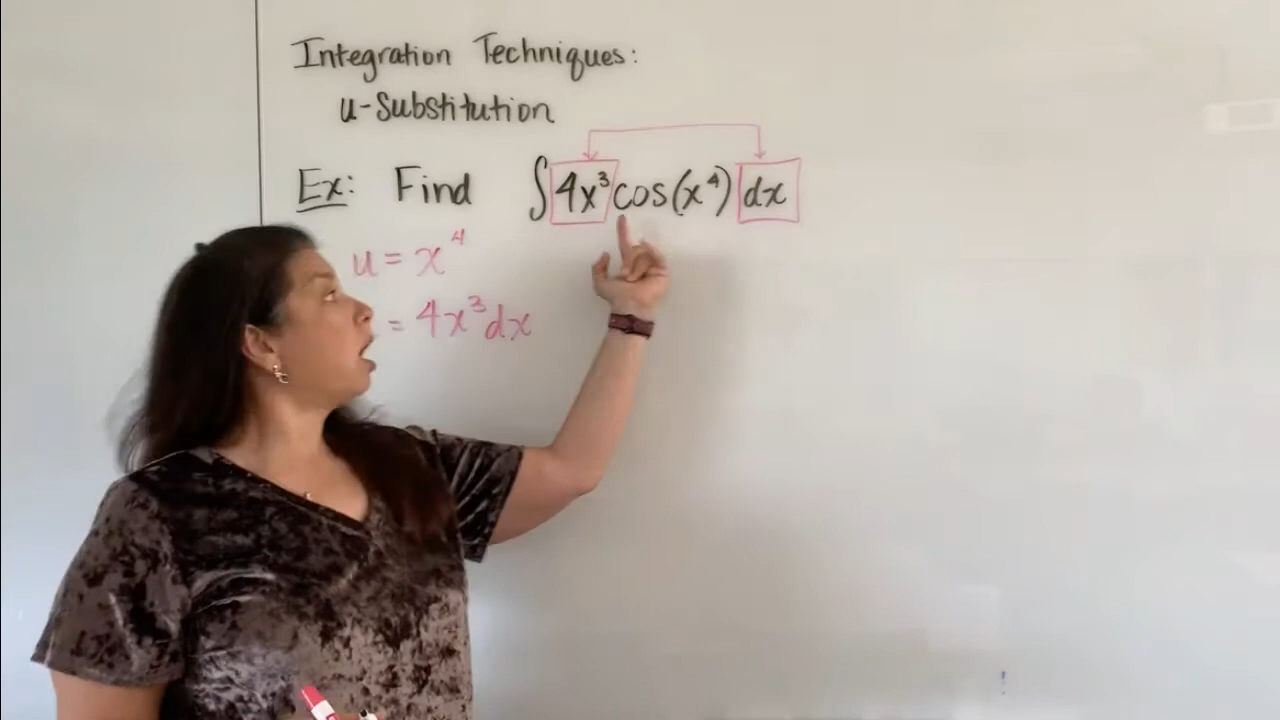 Integration Techniques:
u-Substitution
Ex: Find ∫ 4x³cos(x⁴) dx
u = x⁴
= 4x³dx